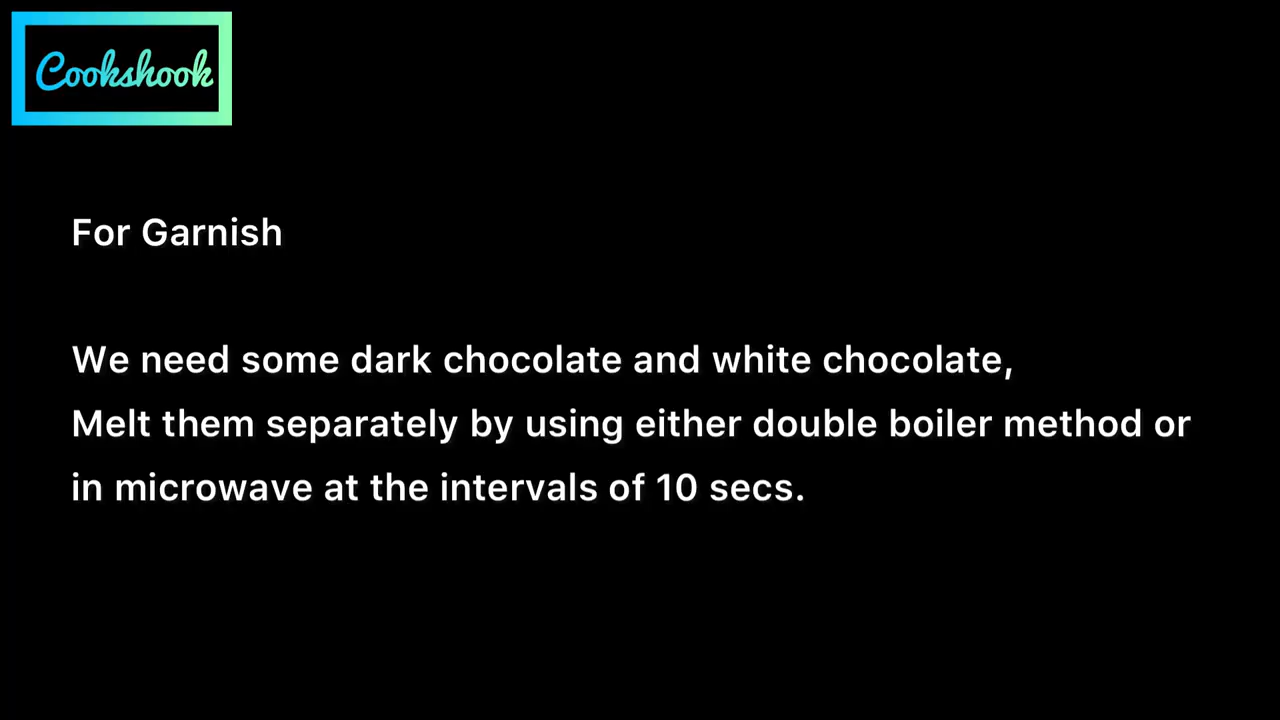 Cookshook
For Garnish
We need some dark chocolate and white chocolate,
Melt them separately by using either double boiler method or
in microwave at the intervals of 10 secs.